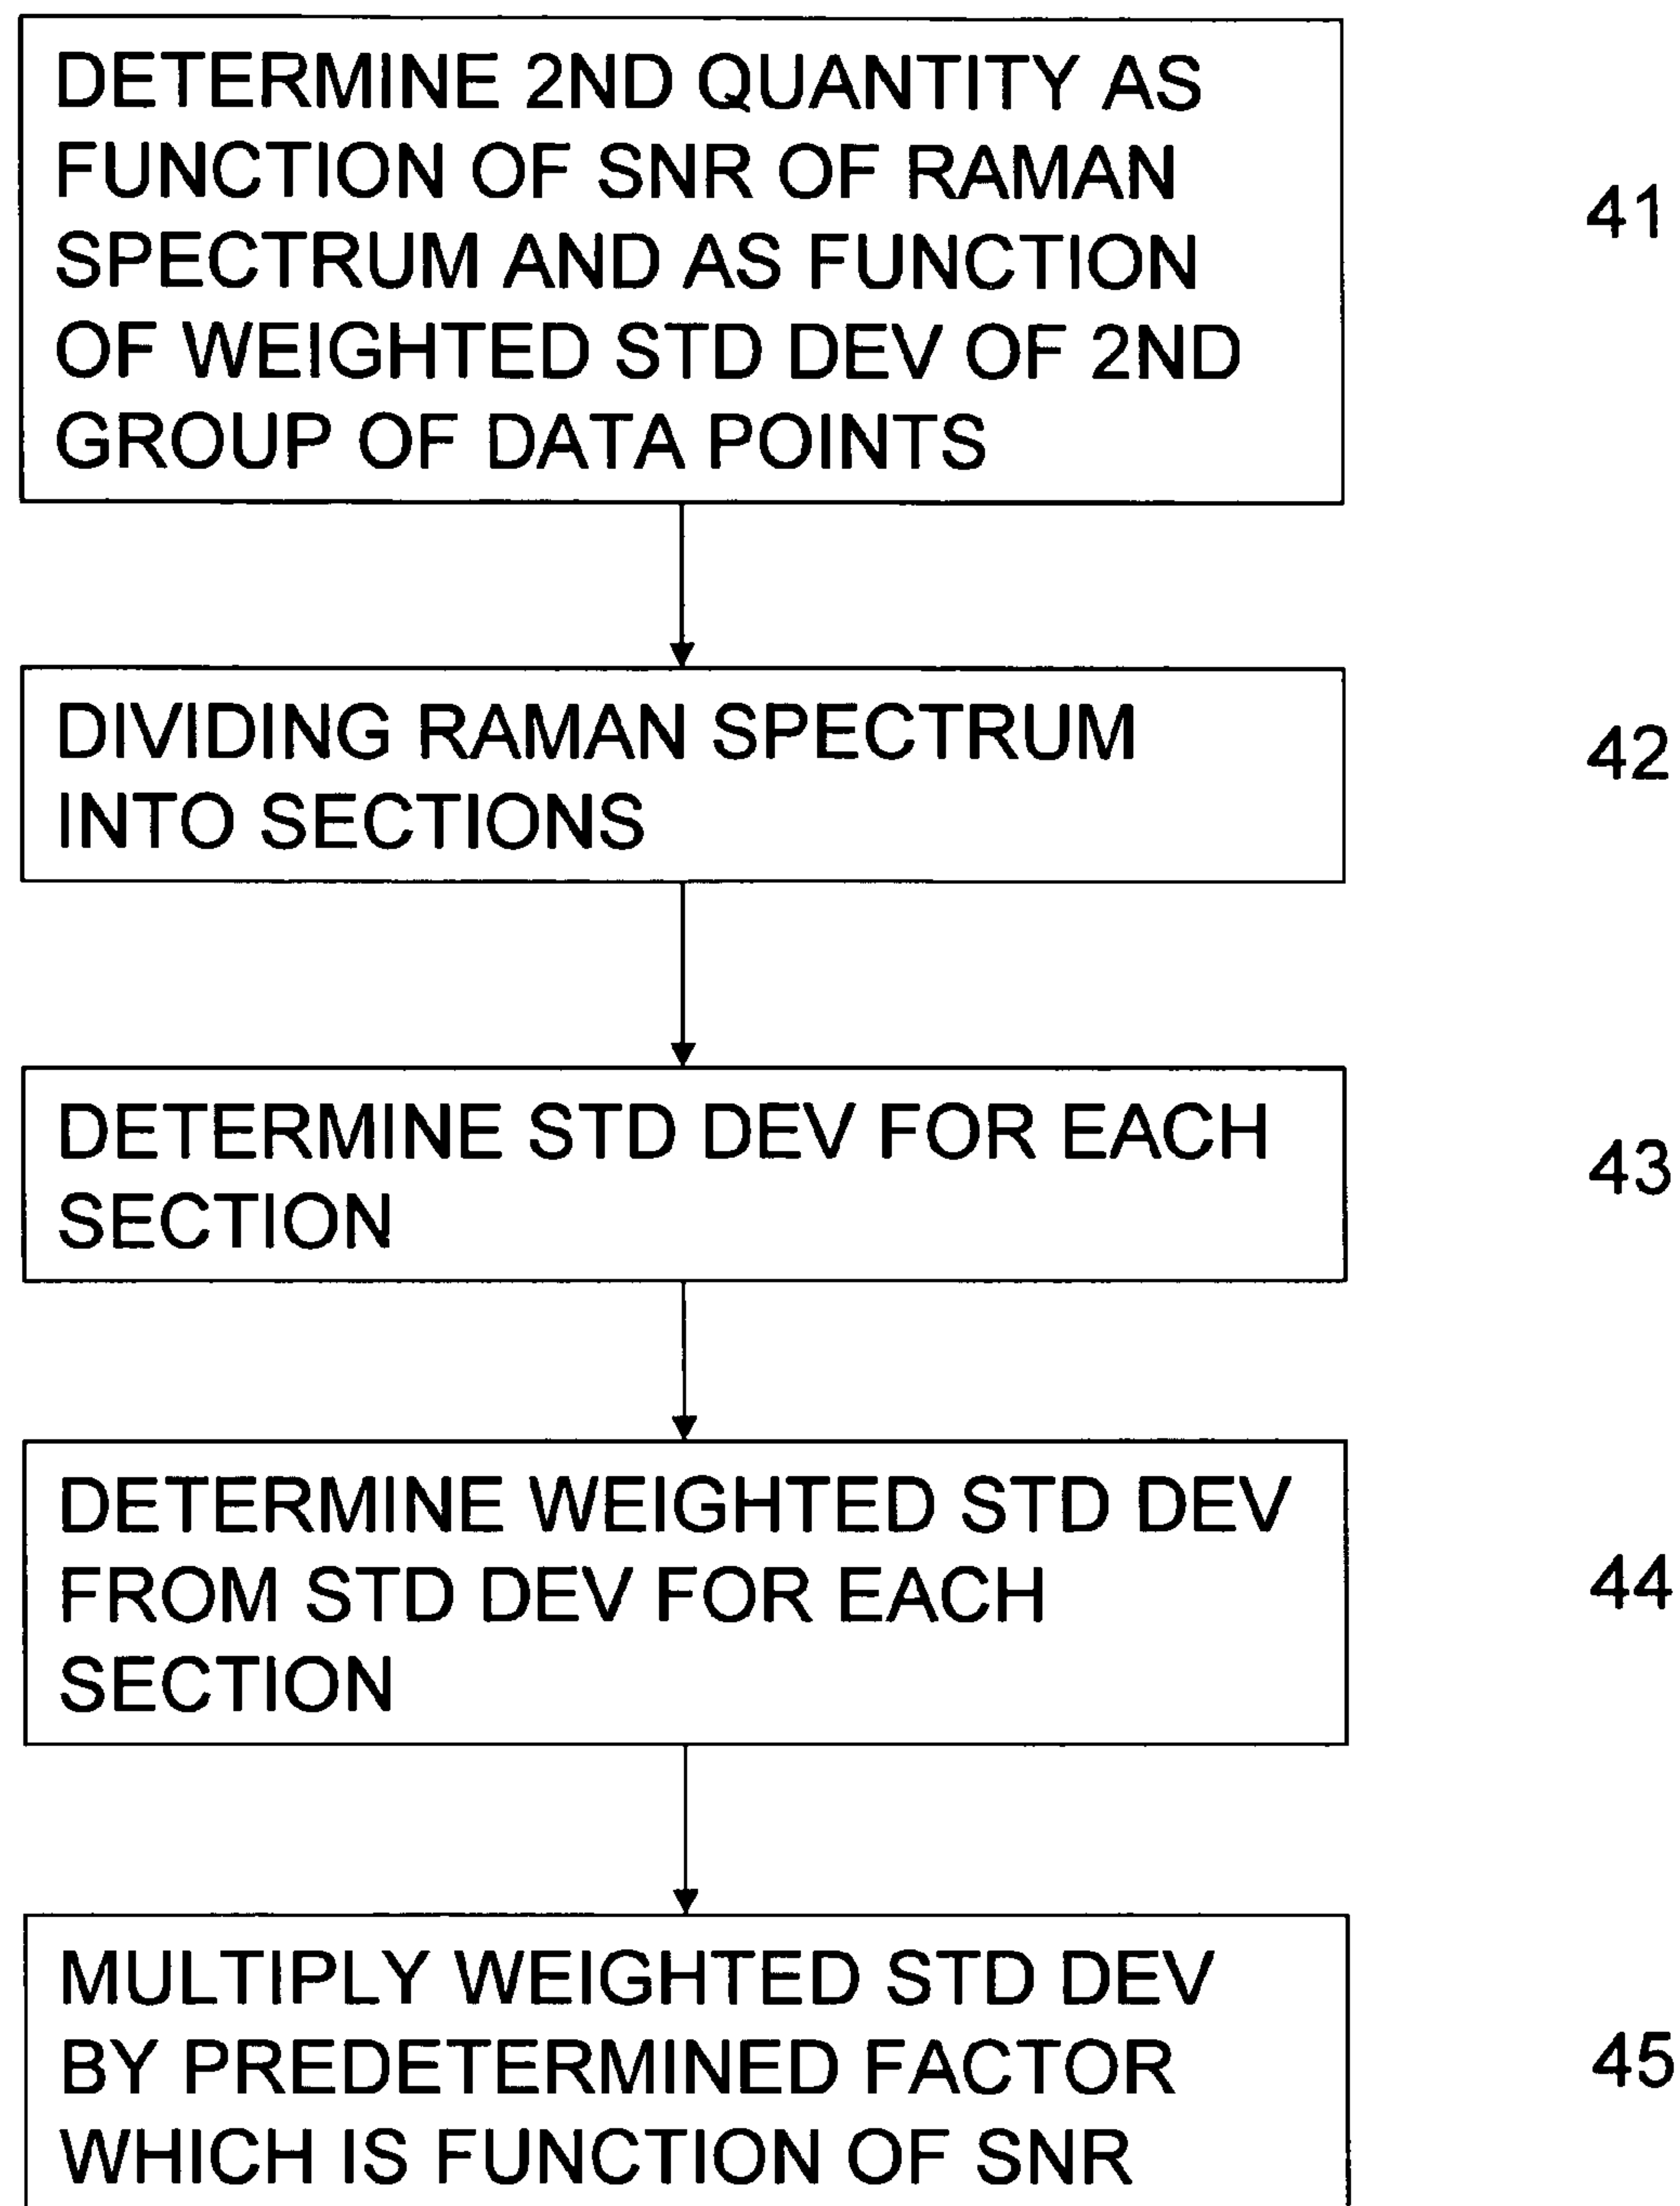 DETERMINE 2ND QUANTITY AS
FUNCTION OF SNR OF RAMAN
SPECTRUM AND AS FUNCTION
OF WEIGHTED STD DEV OF 2ND
GROUP OF DATA POINTS
41
DIVIDING RAMAN SPECTRUM
INTO SECTIONS
42
DETERMINE STD DEV FOR EACH
SECTION
43
DETERMINE WEIGHTED STD DEV
FROM STD DEV FOR EACH
SECTION
44
MULTIPLY WEIGHTED STD DEV
BY PREDETERMINED FACTOR
WHICH IS FUNCTION OF SNR
45